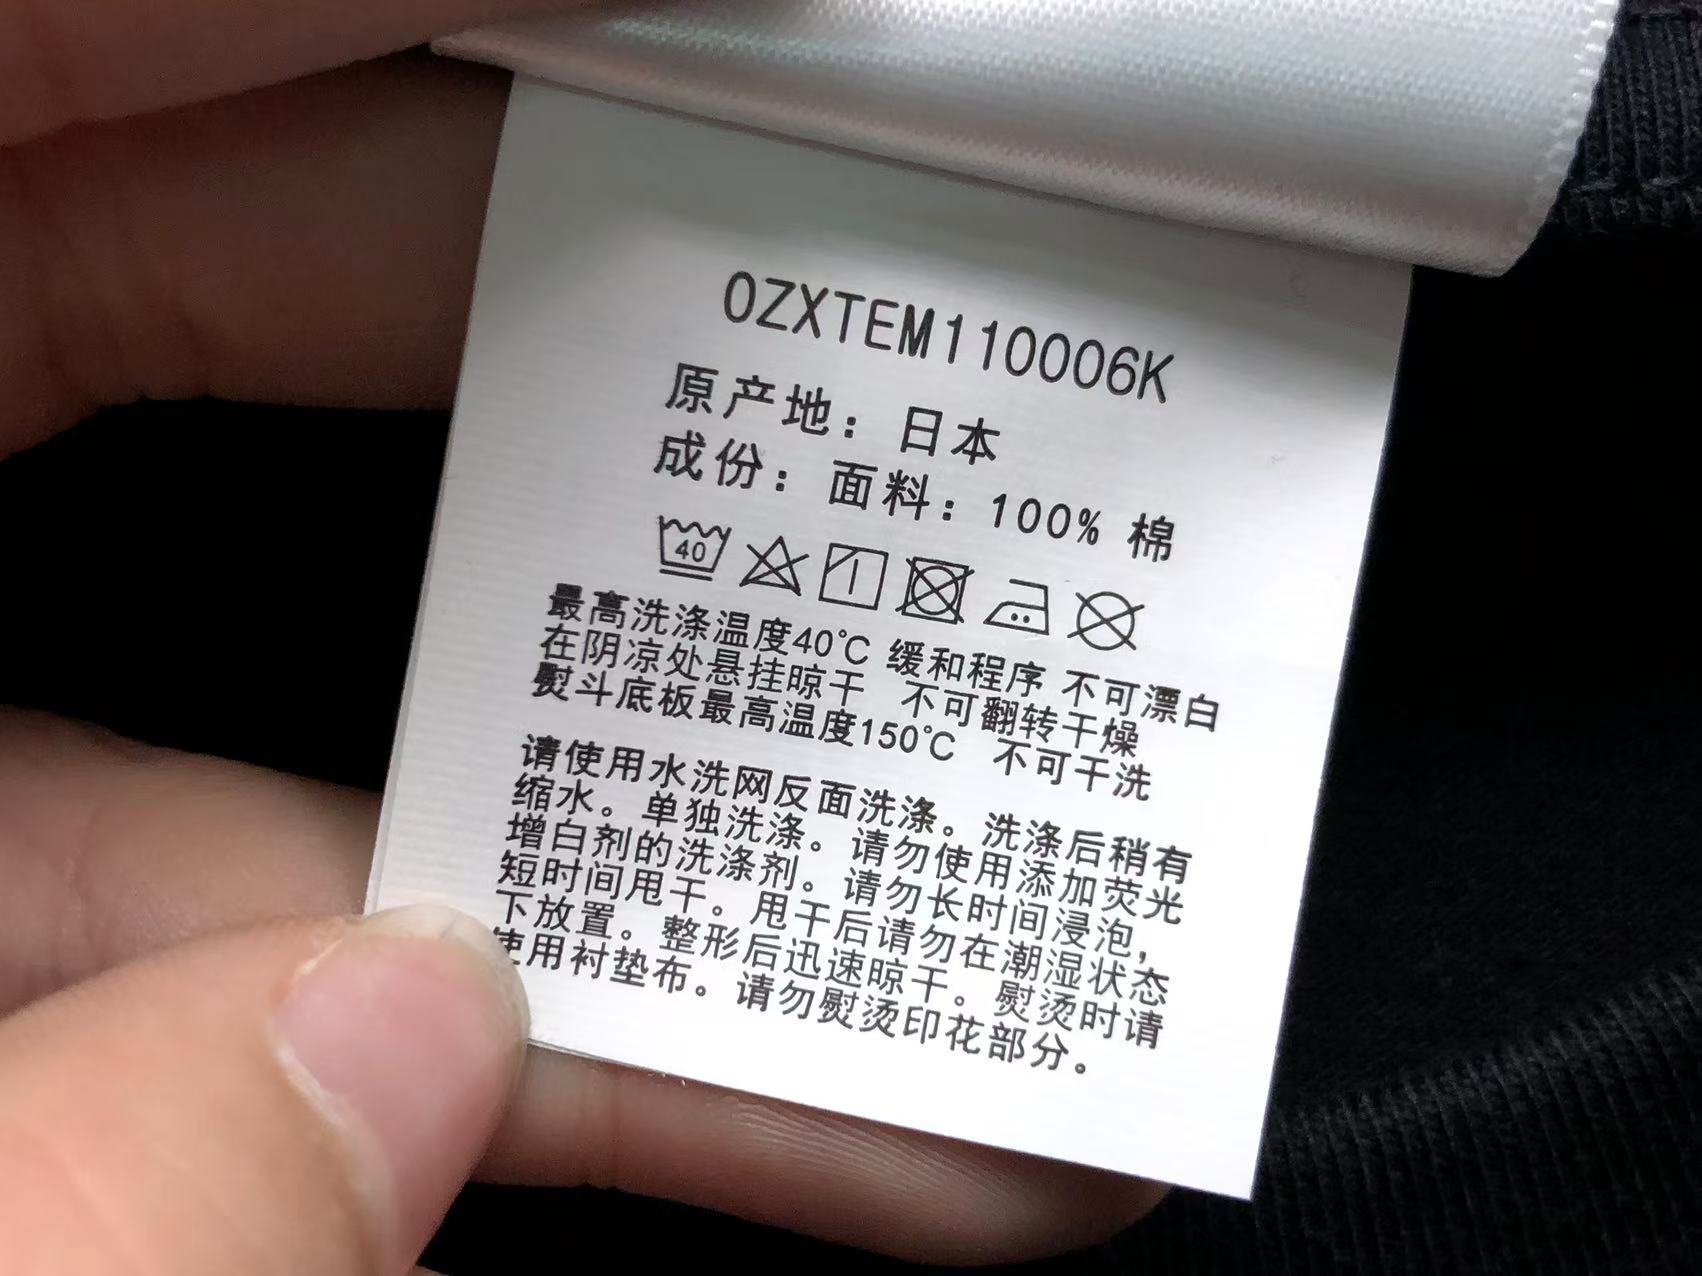 0ZXTEM110006K
原产地：日本
成份：面料：100% 棉
40
最高洗涤温度40℃ 缓和程序 不可漂白
在阴凉处悬挂晾干 不可翻转干燥
熨斗底板最高温度150℃ 不可干洗
请使用水洗网反面洗涤。洗涤后稍有
缩水。单独洗涤。请勿使用添加荧光
增白剂的洗涤剂。请勿长时间浸泡，
短时间甩干。甩干后请勿在潮湿状态
下放置。整形后迅速晾干。熨烫时请
使用衬垫布。请勿熨烫印花部分。